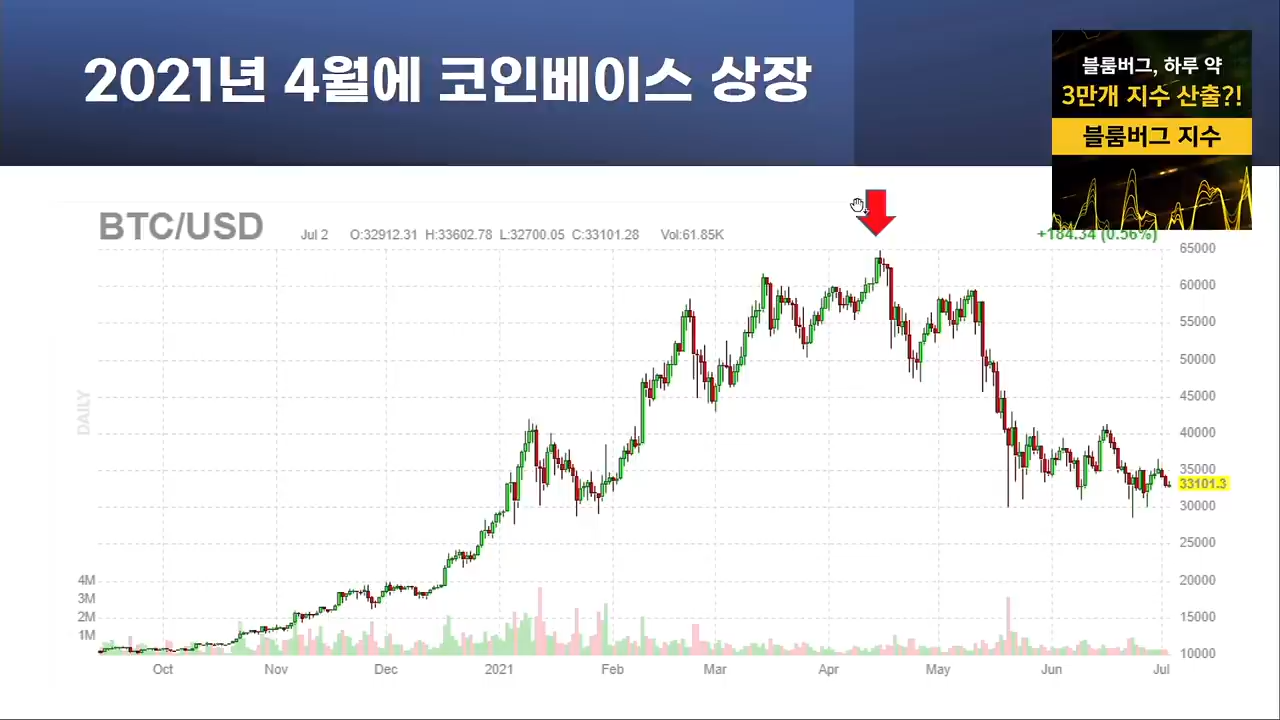 2021년 4월에 코인베이스 상장
블룸버그, 하루 약
3만개 지수 산출?!
블룸버그 지수
BTC/USD
Jul 2 O:32912.31 H:33602.78 L:32700.05 C:33101.28 Vol:61.85K
+184.34 (0.56%)
65000
60000
55000
50000
45000
40000
35000
33101.3
30000
25000
20000
15000
10000
DAILY
4M
3M
2M
1M
Oct Nov Dec 2021 Feb Mar Apr May Jun Jul